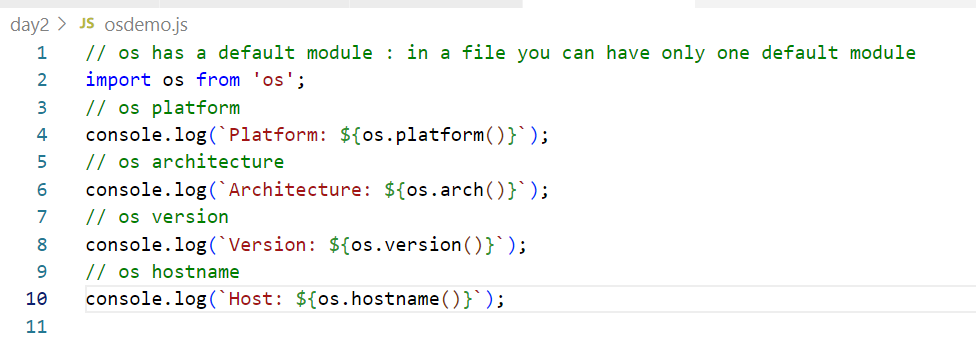 day2 > JS osdemo.js
1 // os has a default module : in a file you can have only one default module
2 import os from 'os';
3 // os platform
4 console.log(`Platform: ${os.platform()}`);
5 // os architecture
6 console.log(`Architecture: ${os.arch()}`);
7 // os version
8 console.log(`Version: ${os.version()}`);
9 // os hostname
10 console.log(`Host: ${os.hostname()}`);
11